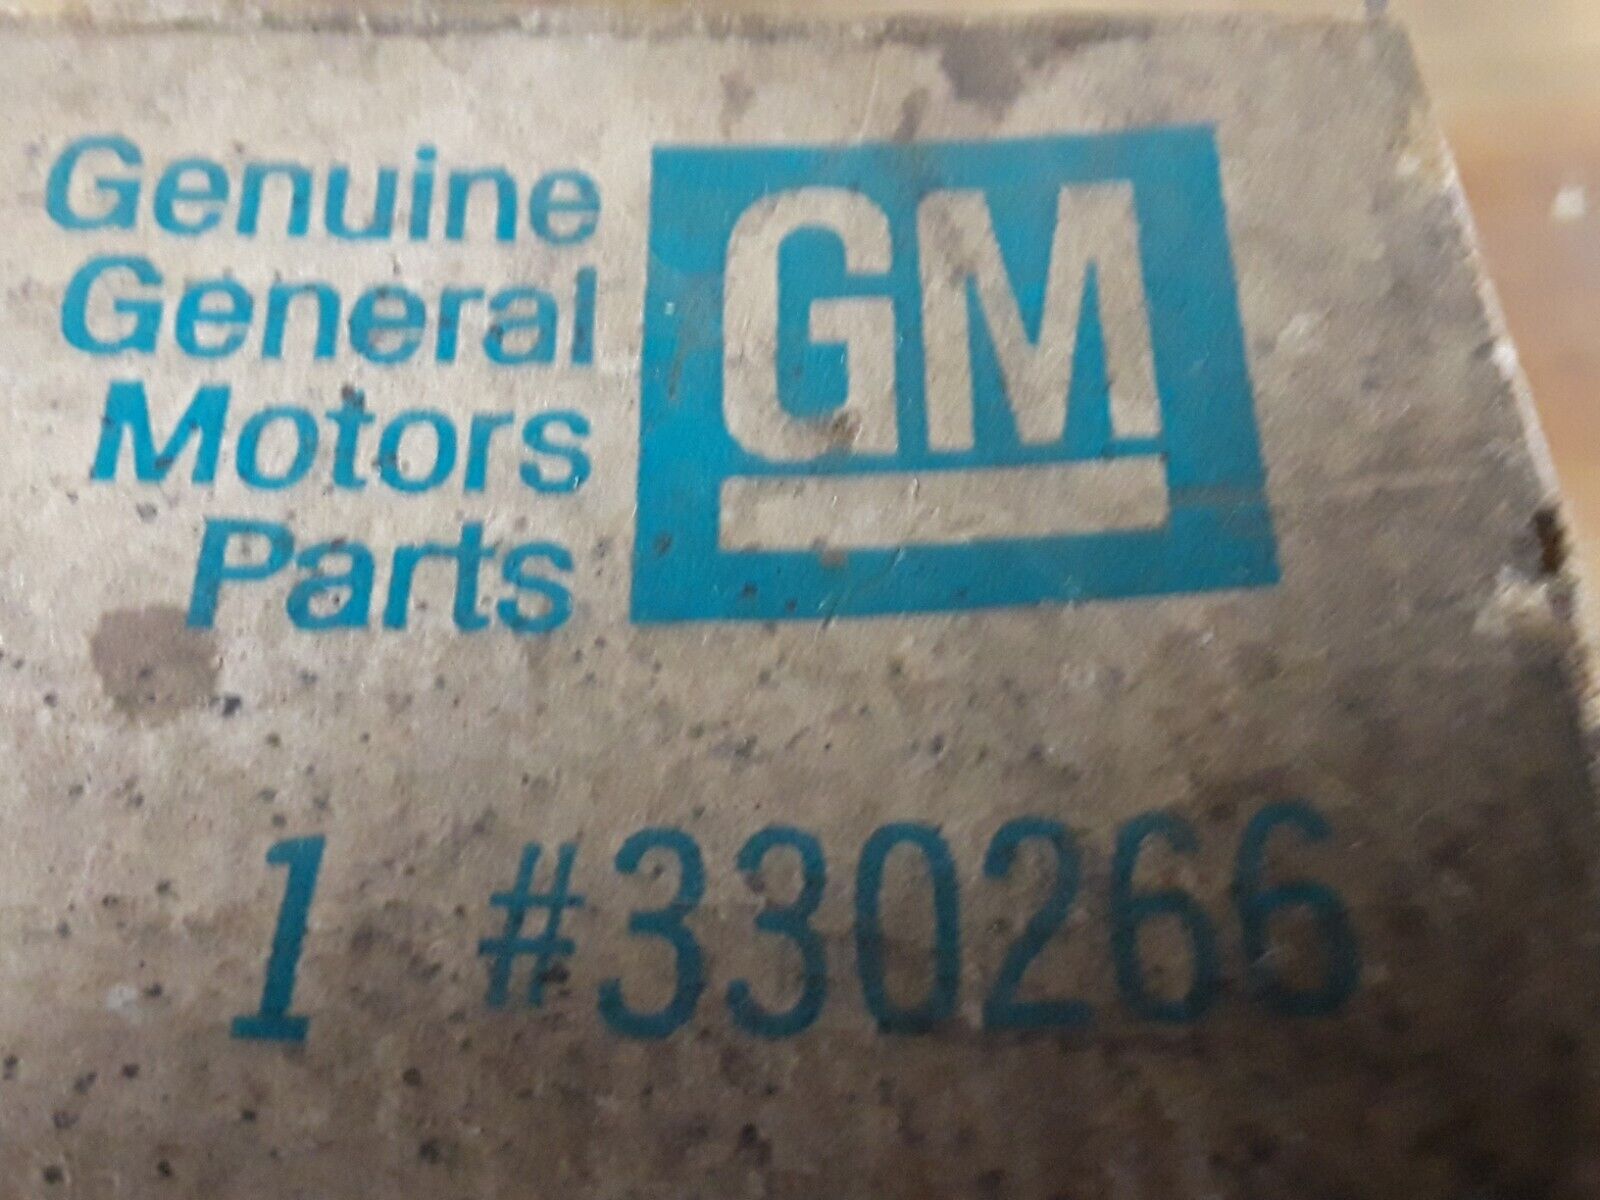 Genuine
General
Motors
Parts
GM
1 #330266